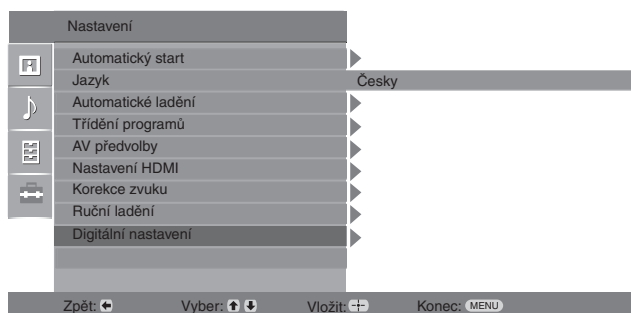 Nastavení
Automatický start
Jazyk
Česky
Automatické ladění
Třídění programů
AV předvolby
Nastavení HDMI
Korekce zvuku
Ruční ladění
Digitální nastavení
Zpět: Vyber: Vložit: Konec: MENU